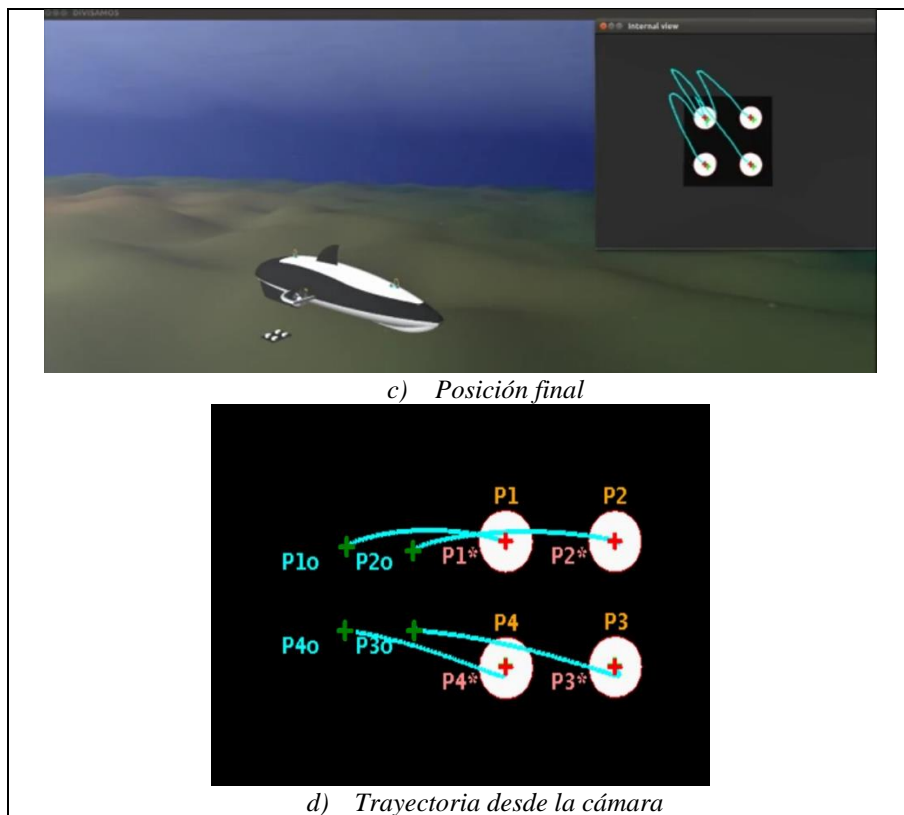 DIVISAMOS
Internal view
c) Posición final
P1 P2
P1o P2o P1* P2*
P4 P3
P4o P3o
P4* P3*
d) Trayectoria desde la cámara